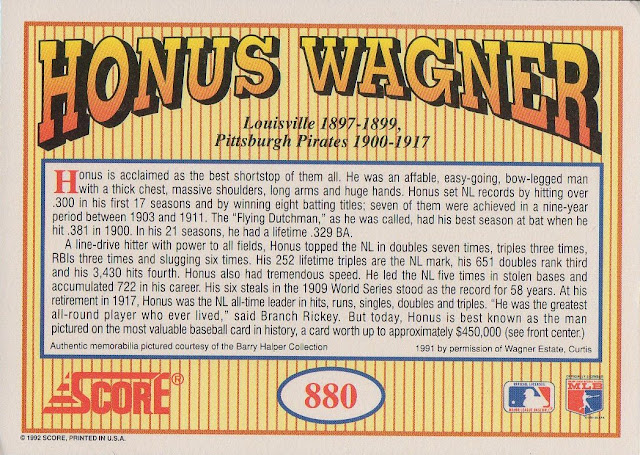 HONUS WAGNER
Louisville 1897-1899,
Pittsburgh Pirates 1900-1917
Honus is acclaimed as the best shortstop of them all. He was an affable, easy-going, bow-legged man
with a thick chest, massive shoulders, long arms and huge hands. Honus set NL records by hitting over
.300 in his first 17 seasons and by winning eight batting titles; seven of them were achieved in a nine-year
period between 1903 and 1911. The "Flying Dutchman," as he was called, had his best season at bat when he
hit .381 in 1900. In his 21 seasons, he had a lifetime .329 BA.
A line-drive hitter with power to all fields, Honus topped the NL in doubles seven times, triples three times,
RBIs three times and slugging six times. His 252 lifetime triples are the NL mark, his 651 doubles rank third
and his 3,430 hits fourth. Honus also had tremendous speed. He led the NL five times in stolen bases and
accumulated 722 in his career. His six steals in the 1909 World Series stood as the record for 58 years. At his
retirement in 1917, Honus was the NL all-time leader in hits, runs, singles, doubles and triples. "He was the greatest
all-round player who ever lived," said Branch Rickey. But today, Honus is best known as the man
pictured on the most valuable baseball card in history, a card worth up to approximately $450,000 (see front center.)
Authentic memorabilia pictured courtesy of the Barry Halper Collection
1991 by permission of Wagner Estate, Curtis
SCORE®
880
MLB
© 1992 SCORE, PRINTED IN U.S.A.